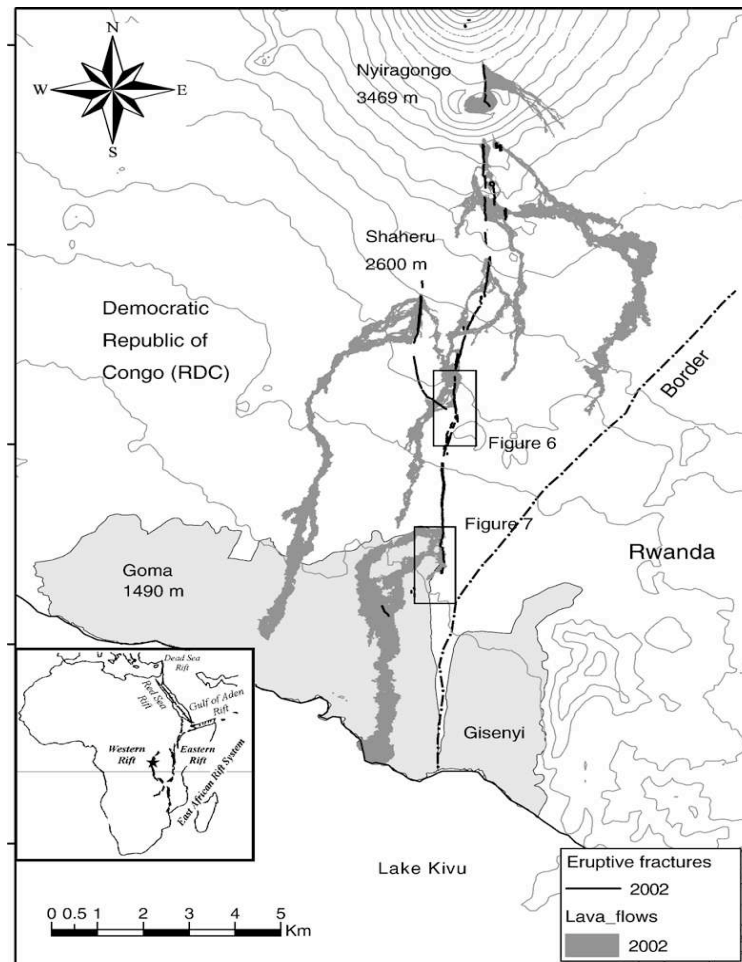 N
W
E
S
Nyiragongo
3469 m
Shaheru
2600 m
Democratic
Republic of
Congo (RDC)
Border
Figure 6
Figure 7
Rwanda
Goma
1490 m
Gisenyi
Dead Sea
Rift
Red Sea
Rift
Gulf of Aden Rift
Western
Rift
Eastern
Rift
East African Rift System
Lake Kivu
Eruptive fractures
2002
Lava_flows
2002
0 0.5 1 2 3 4 5
Km